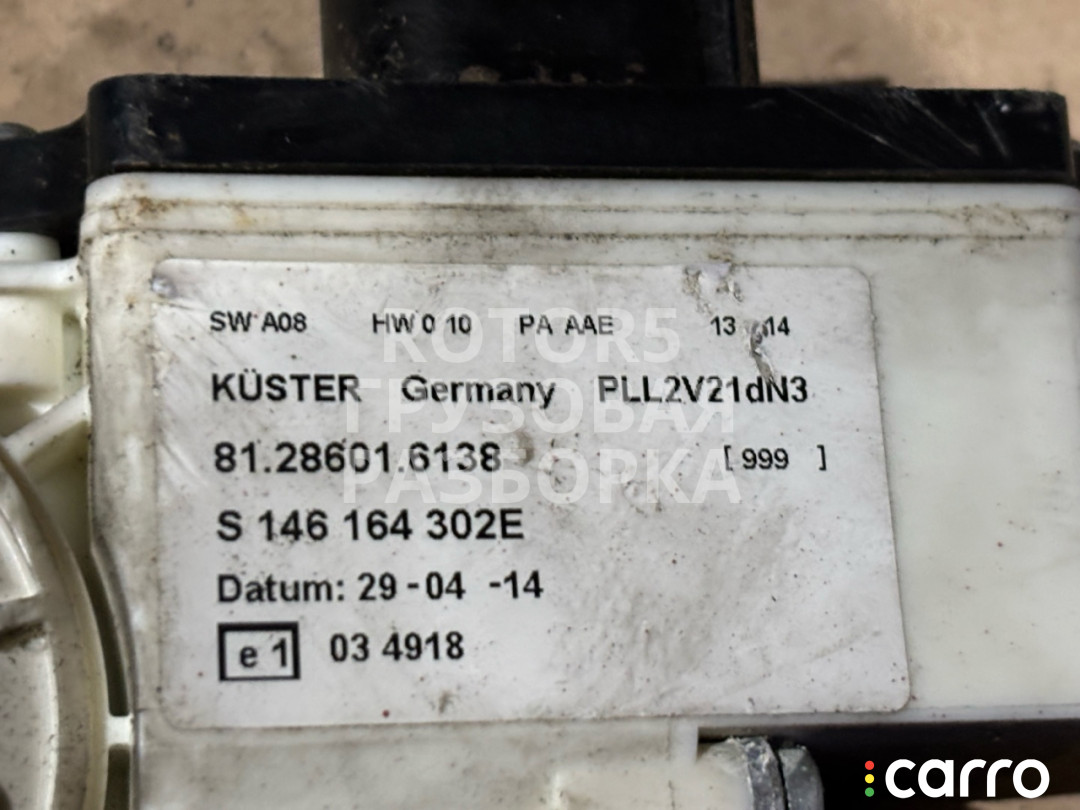 SW A08 HW 0 10 PA AAE 13 14
KOTOR5
KÜSTER Germany PLL2V21dN3
ГРУЗОВАЯ
81.28601.6138 [ 999 ]
РАЗБОРКА
S 146 164 302E
Datum: 29-04 -14
e 1 03 4918
carro